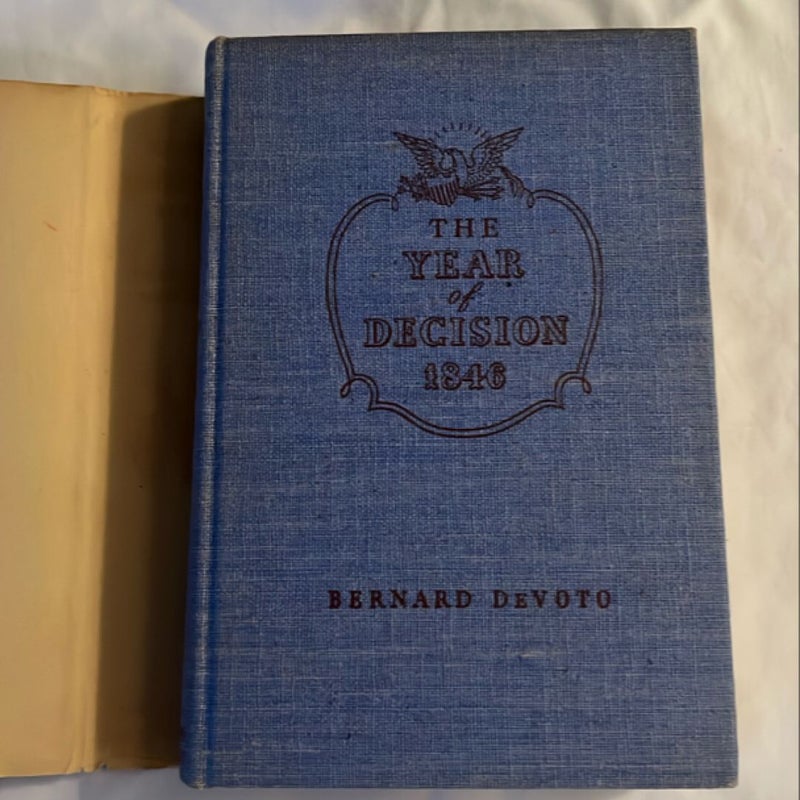 THE
YEAR
of
DECISION
1846
BERNARD DEVOTO